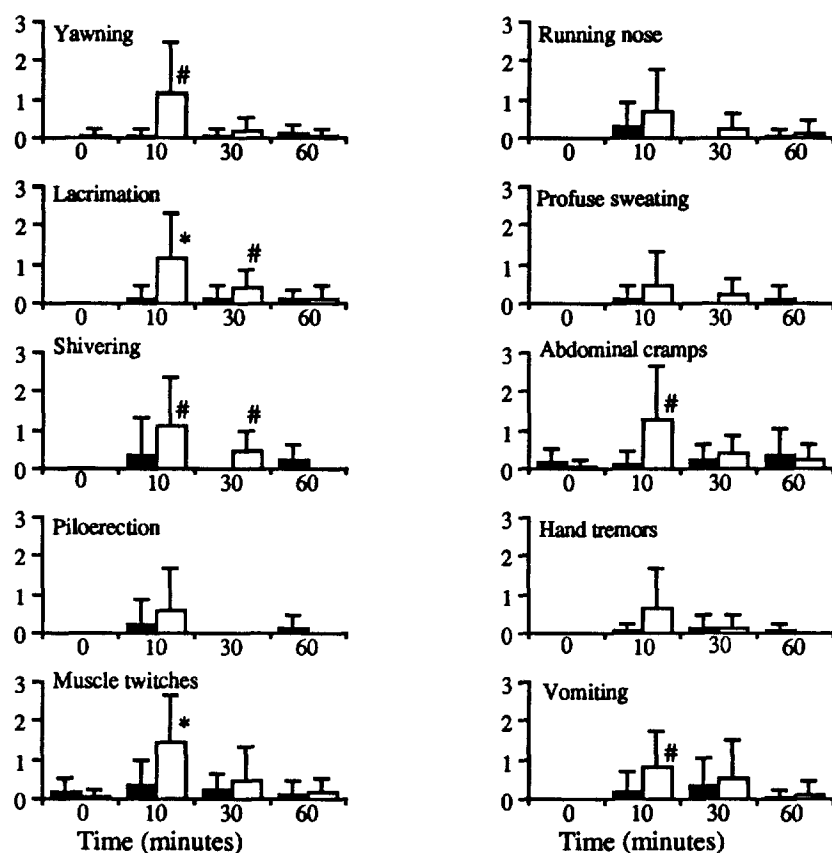 Yawning
3
2
1
0
#
0 10 30 60
Lacrimation
3
2
1
0
*
#
0 10 30 60
Shivering
3
2
1
0
#
#
0 10 30 60
Piloerection
3
2
1
0
0 10 30 60
Muscle twitches
3
2
1
0
*
0 10 30 60
Time (minutes)
Running nose
3
2
1
0
0 10 30 60
Profuse sweating
3
2
1
0
0 10 30 60
Abdominal cramps
3
2
1
0
#
0 10 30 60
Hand tremors
3
2
1
0
0 10 30 60
Vomiting
3
2
1
0
#
0 10 30 60
Time (minutes)